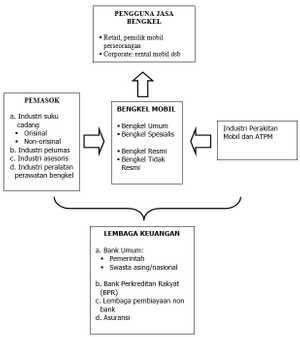 PENGGUNA JASA
BENGKEL
• Retail, pemilik mobil
perseorangan
• Corporate: rental mobil dsb
PEMASOK
a. Industri suku
cadang
• Orisinal
• Non-orisinal
b. Industri pelumas
c. Industri asesoris
d. Industri peralatan
perawatan bengkel
BENGKEL MOBIL
• Bengkel Umum
• Bengkel Spesialis
• Bengkel Resmi
• Bengkel Tidak
Resmi
Industri Perakitan
Mobil dan ATPM
LEMBAGA KEUANGAN
a. Bank Umum:
• Pemerintah
• Swasta asing/nasional
b. Bank Perkreditan Rakyat
(BPR)
c. Lembaga pembiayaan non
bank
d. Asuransi